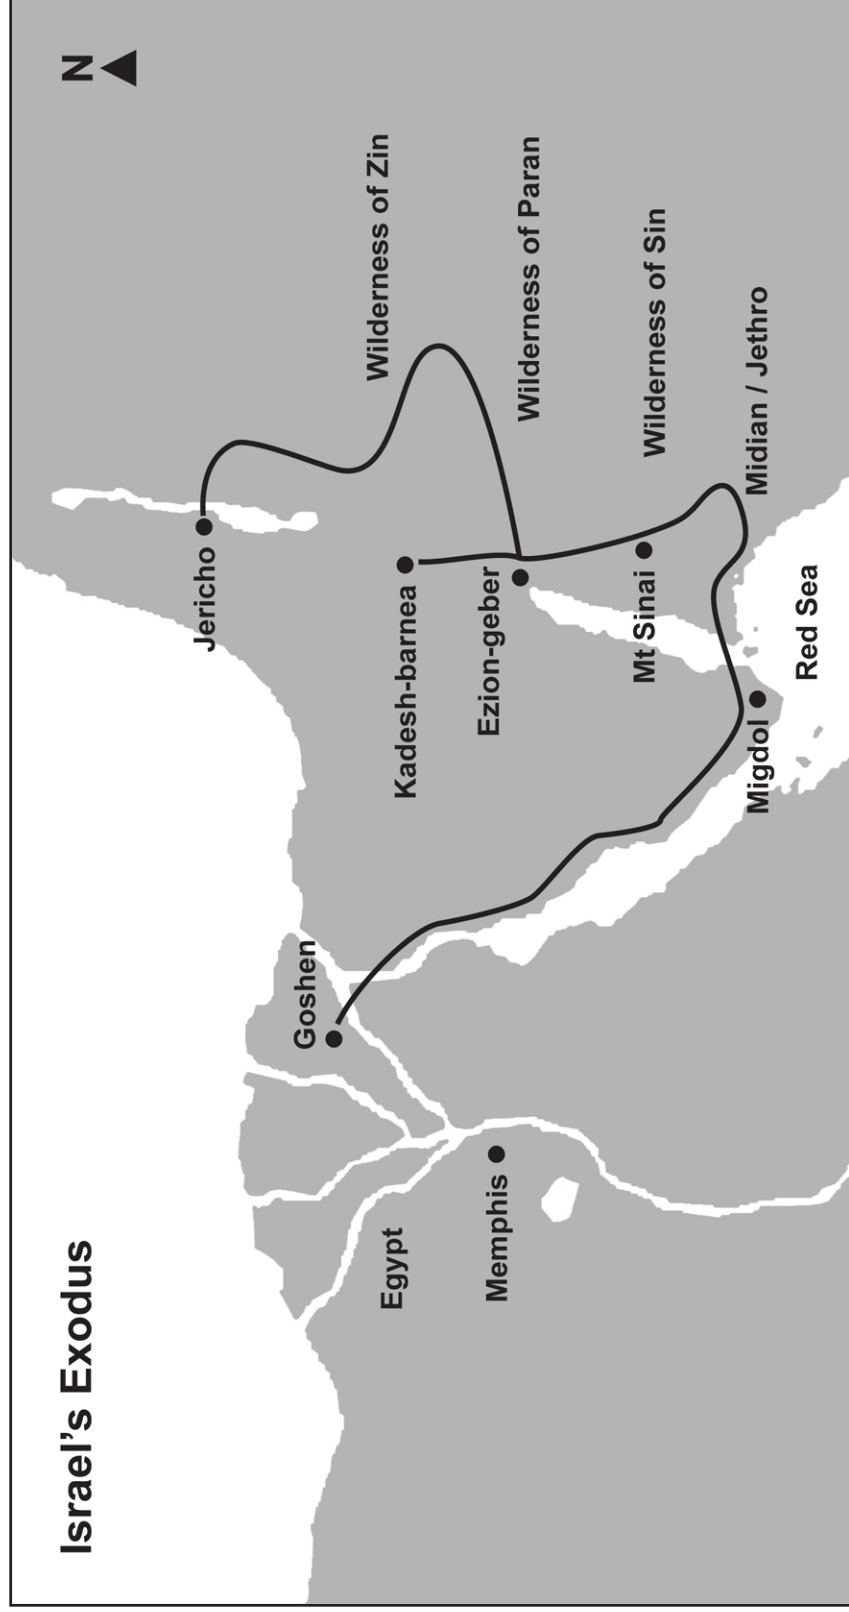 Israel's Exodus
N
Jericho
Goshen
Wilderness of Zin
Egypt
Kadesh-barnea
Memphis
Ezion-geber
Wilderness of Paran
Mt Sinai
Wilderness of Sin
Migdol
Midian / Jethro
Red Sea